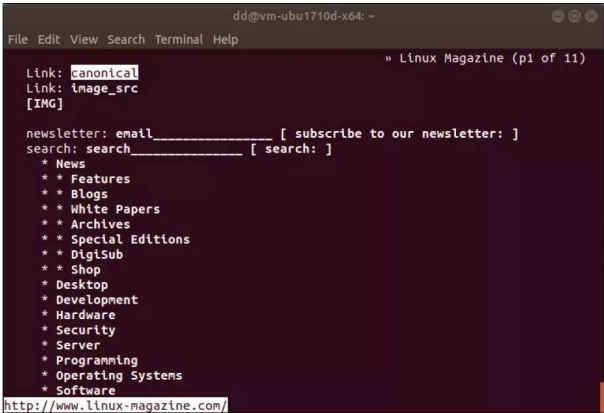 dd@vm-ubu1710d-x64: ~
File Edit View Search Terminal Help
» Linux Magazine (p1 of 11)
Link: canonical
Link: image_src
[IMG]
newsletter: email________________ [ subscribe to our newsletter: ]
search: search_______________ [ search: ]
* News
* * Features
* * Blogs
* * White Papers
* * Archives
* * Special Editions
* * DigiSub
* * Shop
* Desktop
* Development
* Hardware
* Security
* Server
* Programming
* Operating Systems
* Software
http://www.linux-magazine.com/